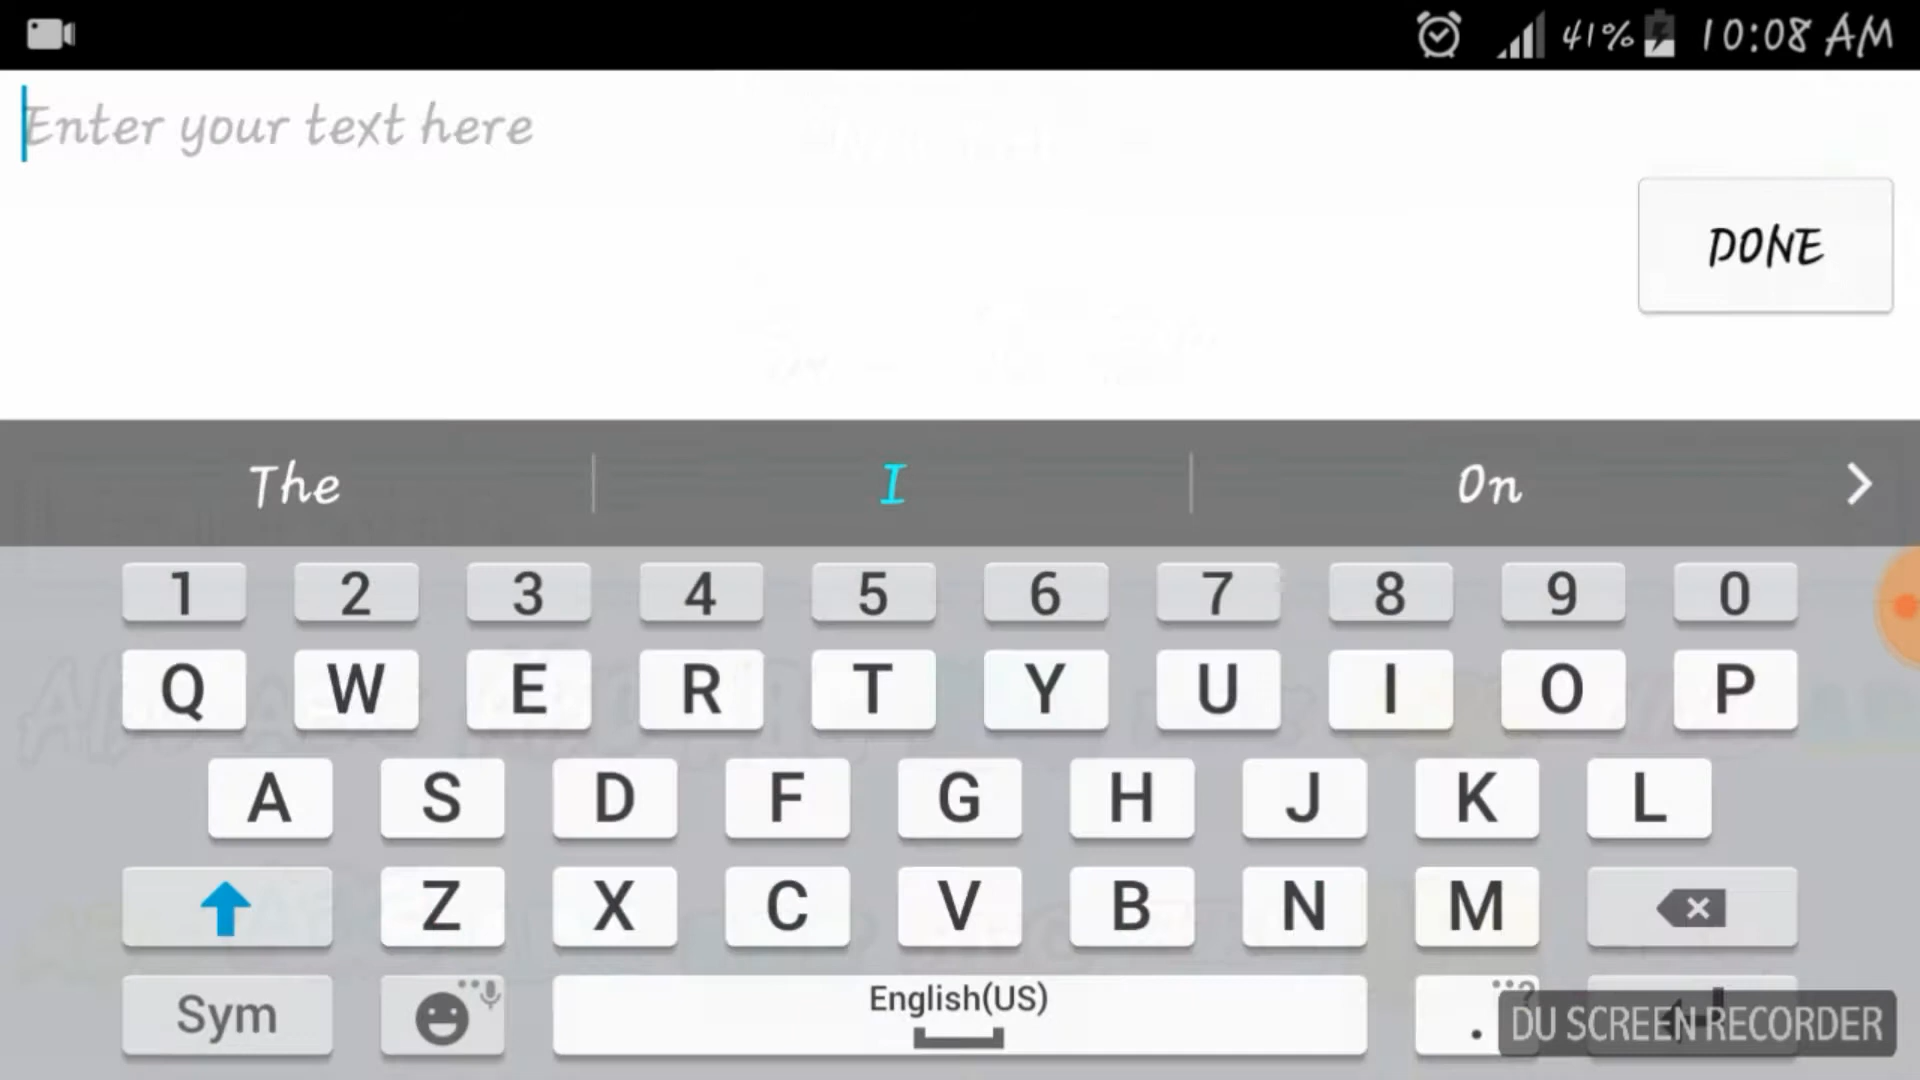 41% 10:08 AM
Enter your text here
DONE
The I On
1 2 3 4 5 6 7 8 9 0
Q W E R T Y U I O P
A S D F G H J K L
Z X C V B N M
Sym English(US) . ?
DU SCREEN RECORDER